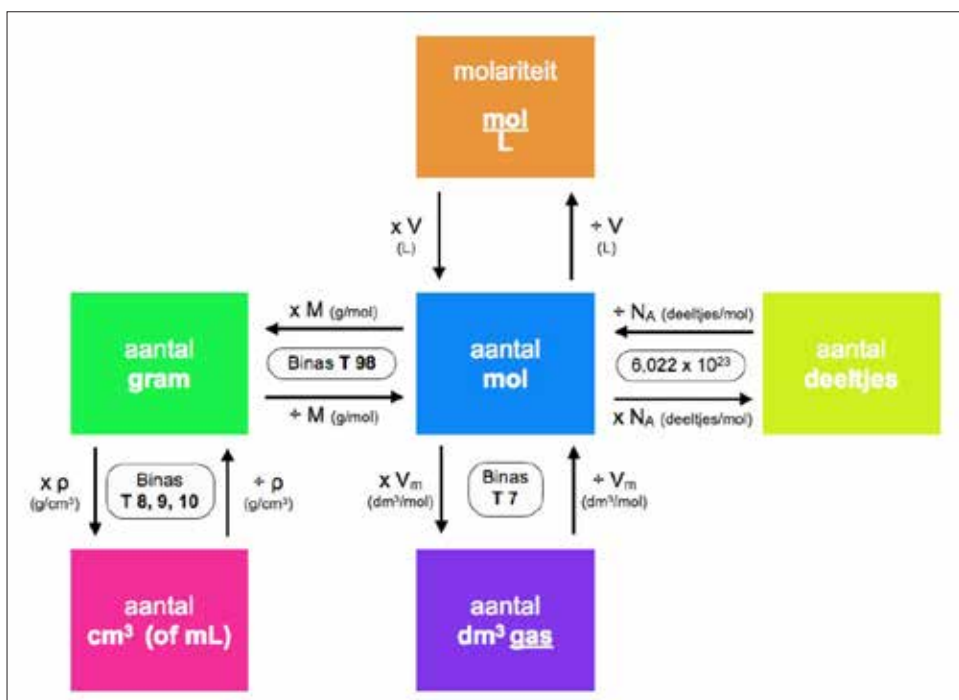 molariteit
mol
L
x V
(L)
÷ V
(L)
x M (g/mol)
÷ N_A (deeltjes/mol)
aantal
gram
Binas T 98
aantal
mol
6,022 x 10²³
aantal
deeltjes
÷ M (g/mol)
x N_A (deeltjes/mol)
x ρ
(g/cm³)
Binas
T 8, 9, 10
÷ ρ
(g/cm³)
x Vₘ
(dm³/mol)
Binas
T 7
÷ Vₘ
(dm³/mol)
aantal
cm³ (of mL)
aantal
dm³ gas